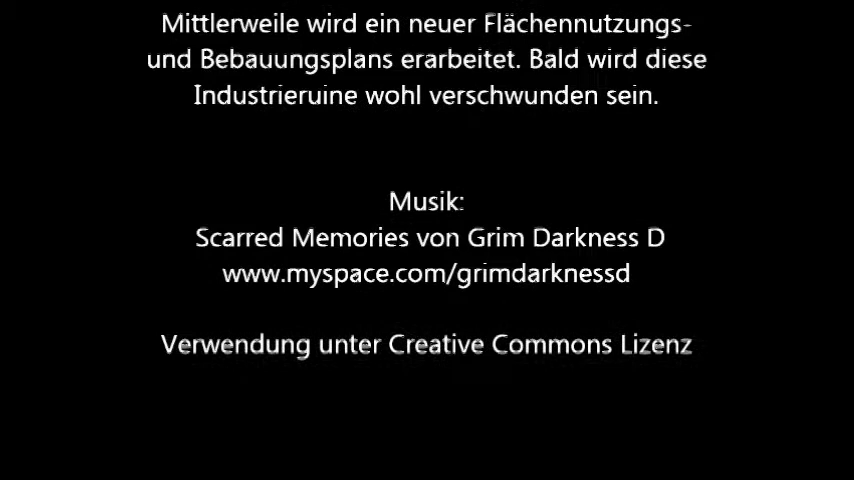 Mittlerweile wird ein neuer Flächennutzungs-
und Bebauungsplans erarbeitet. Bald wird diese
Industrieruine wohl verschwunden sein.
Musik:
Scarred Memories von Grim Darkness D
www.myspace.com/grimdarknessd
Verwendung unter Creative Commons Lizenz